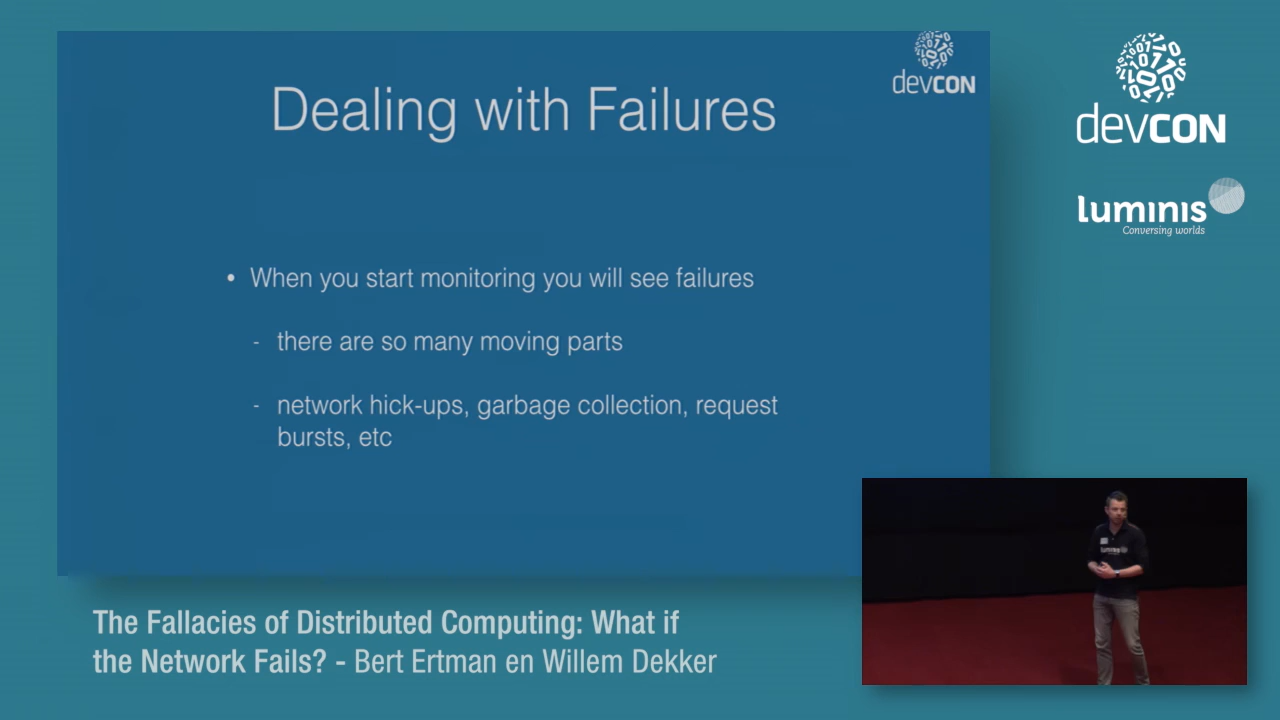 devcon
Dealing with Failures
• When you start monitoring you will see failures
- there are so many moving parts
- network hick-ups, garbage collection, request
bursts, etc
devcon
luminis
Conversing worlds
luminis
The Fallacies of Distributed Computing: What if
the Network Fails? - Bert Ertman en Willem Dekker